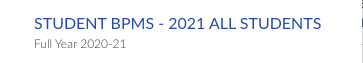 STUDENT BPMS - 2021 ALL STUDENTS
Full Year 2020-21